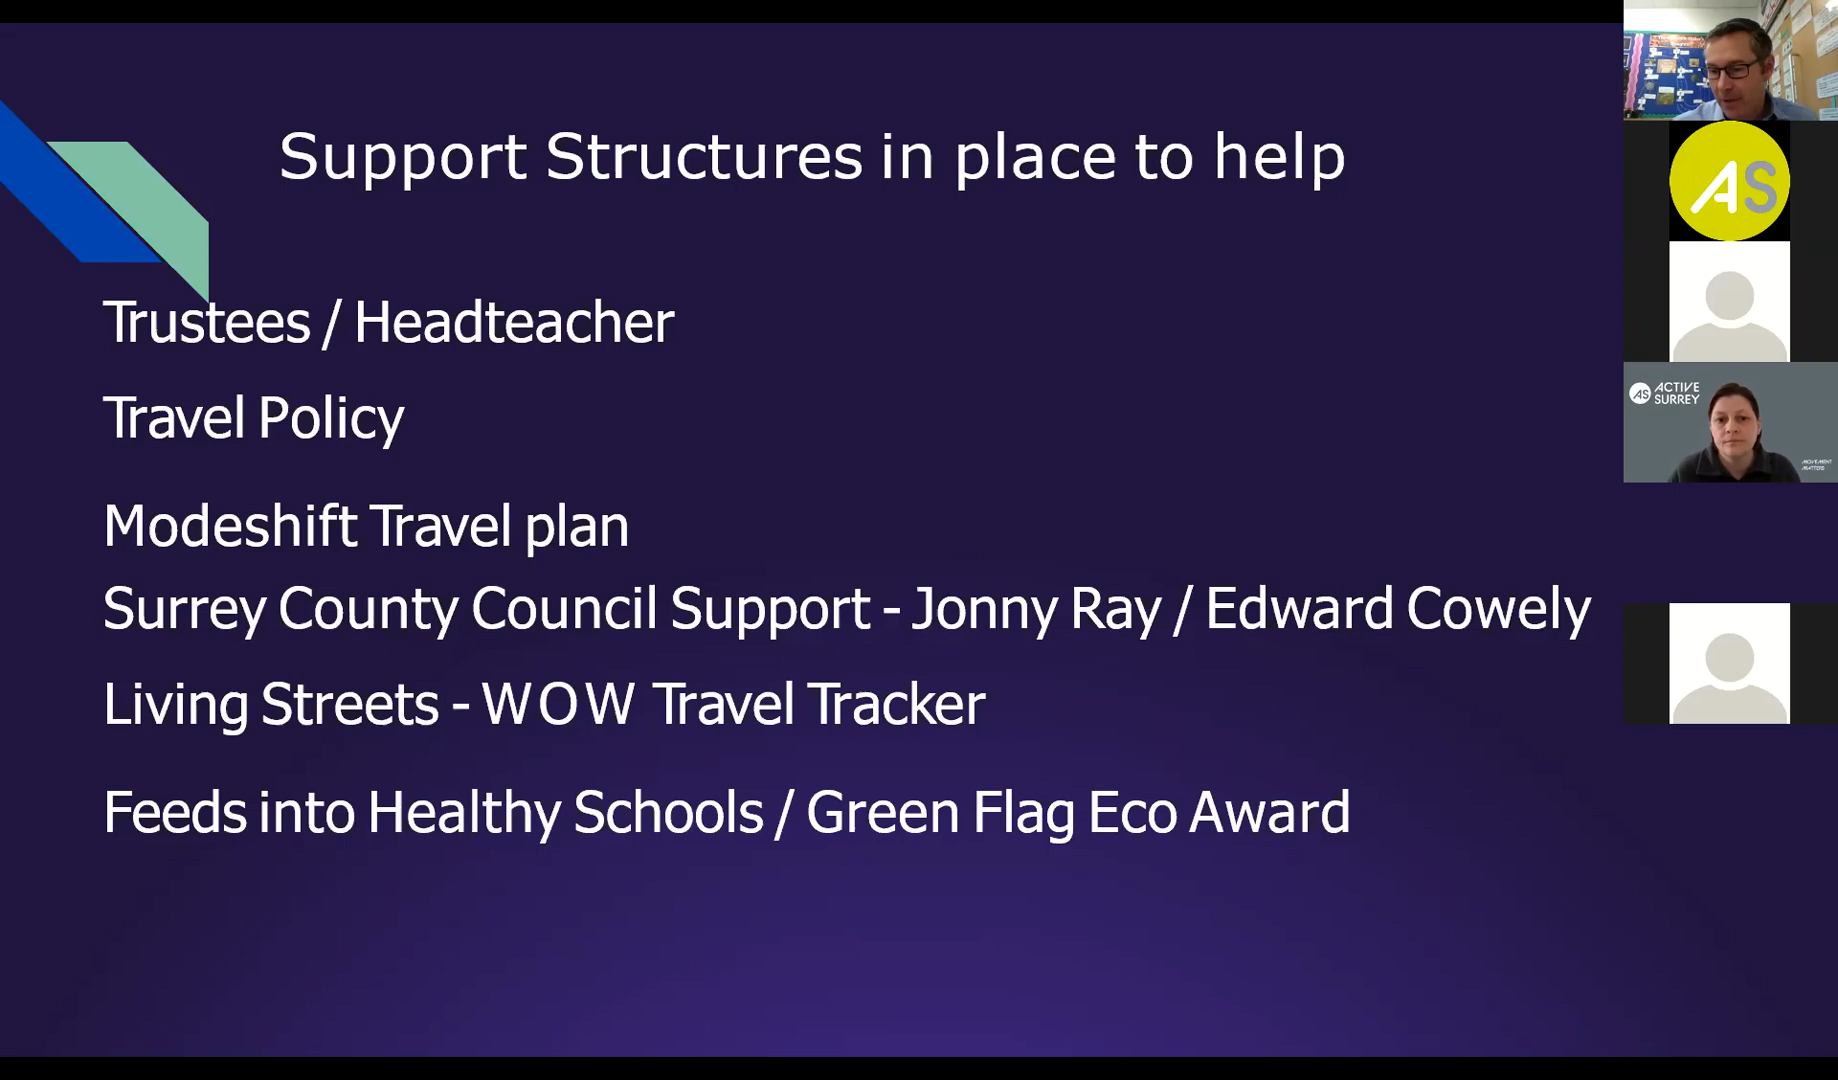 Support Structures in place to help
Trustees / Headteacher
Travel Policy
Modeshift Travel plan
Surrey County Council Support - Jonny Ray / Edward Cowely
Living Streets - WOW Travel Tracker
Feeds into Healthy Schools / Green Flag Eco Award
AS
AS ACTIVE
SURREY
MOVEMENT
MATTERS